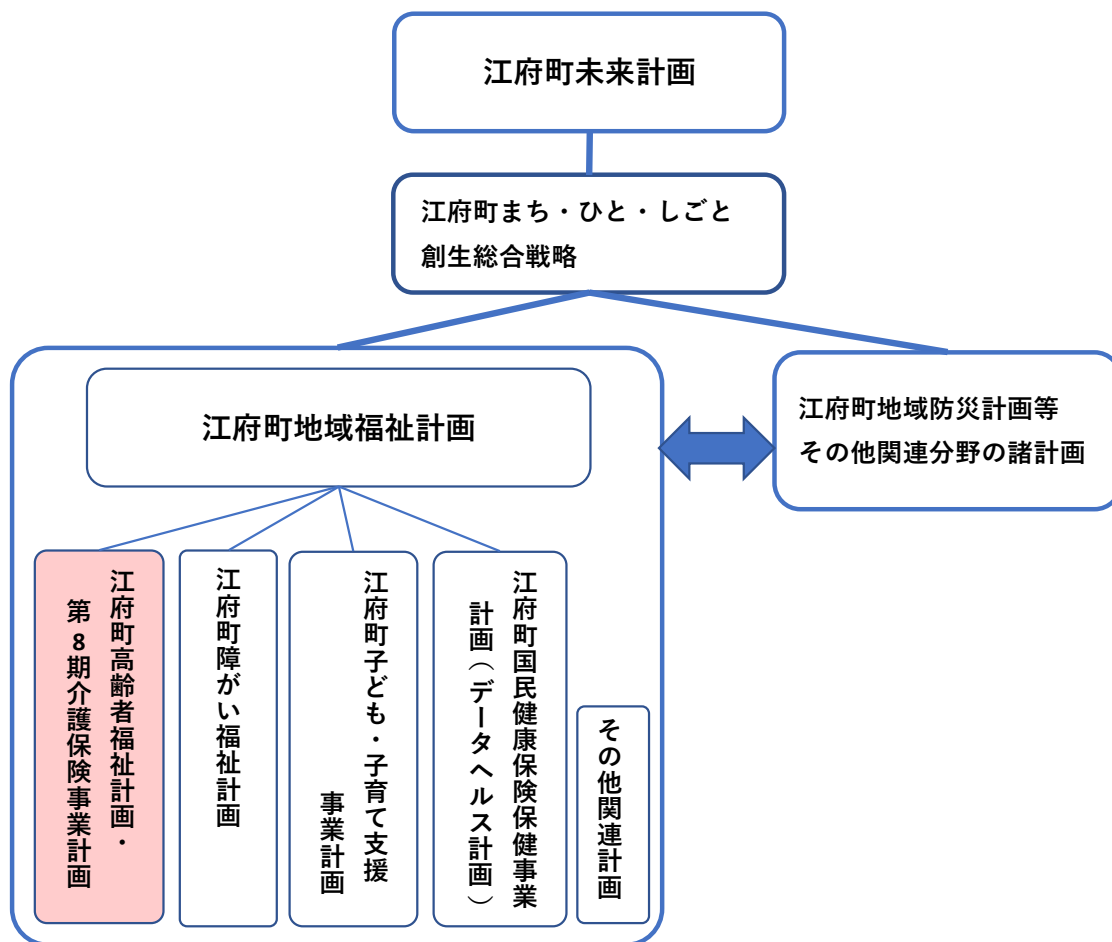 江府町未来計画
江府町まち・ひと・しごと
創生総合戦略
江府町地域福祉計画
江府町地域防災計画等
その他関連分野の諸計画
江府町高齢者福祉計画・
第8期介護保険事業計画
江府町障がい福祉計画
江府町子ども・子育て支援
事業計画
江府町国民健康保険保健事業
計画（データヘルス計画）
その他関連計画